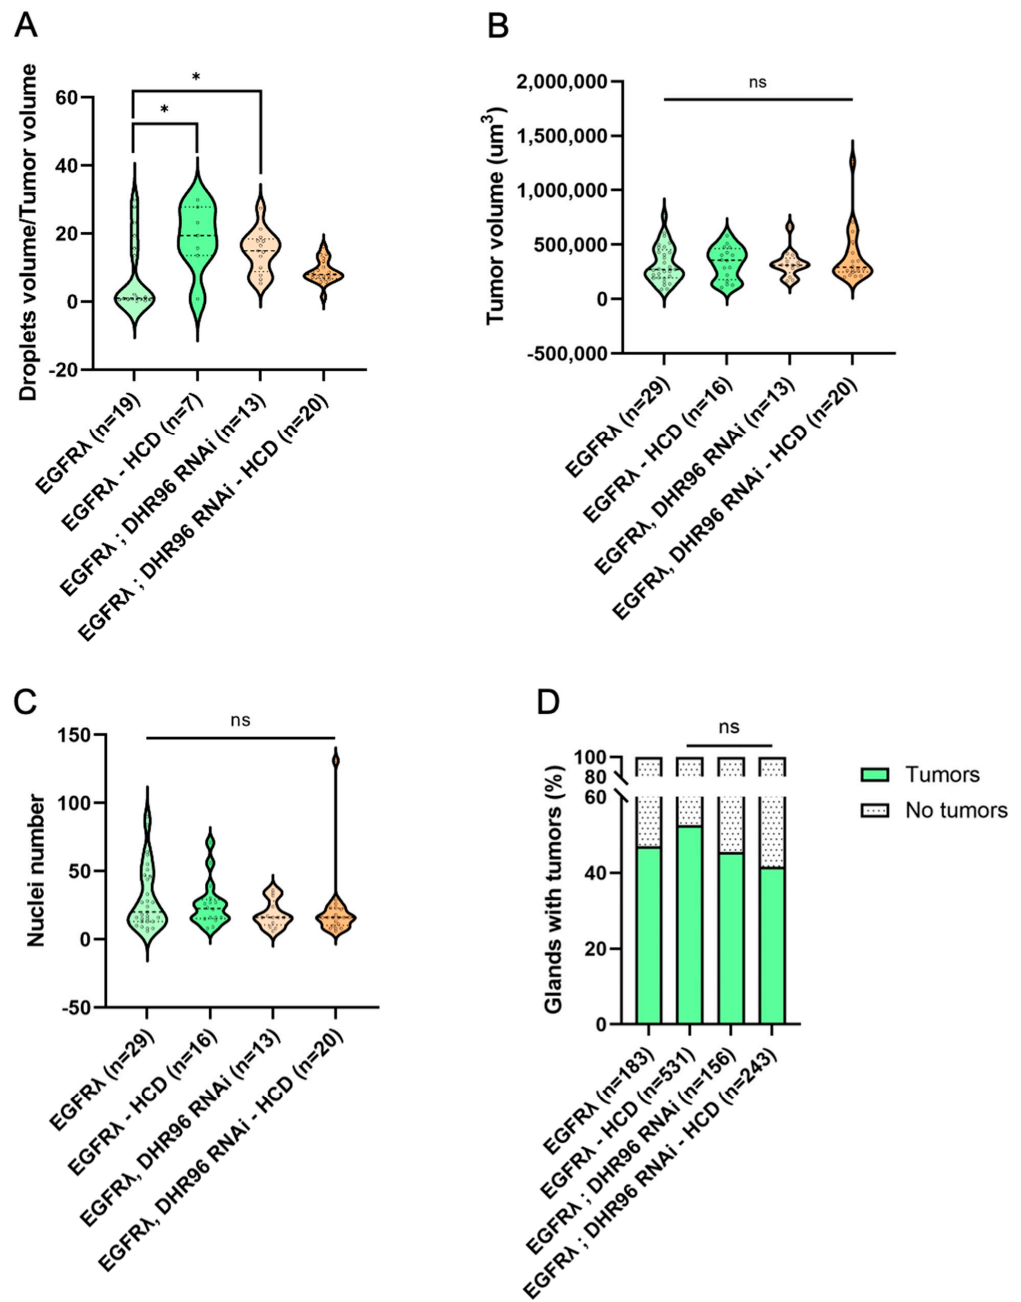 A
Droplets volume/Tumor volume
60
40
20
0
-20
*
*
EGFRλ (n=19)
EGFRλ - HCD (n=7)
EGFRλ ; DHR96 RNAi (n=13)
EGFRλ ; DHR96 RNAi - HCD (n=20)
B
Tumor volume (um³)
2,000,000
1,500,000
1,000,000
500,000
0
-500,000
ns
EGFRλ (n=29)
EGFRλ - HCD (n=16)
EGFRλ, DHR96 RNAi (n=13)
EGFRλ, DHR96 RNAi - HCD (n=20)
C
Nuclei number
150
100
50
0
-50
ns
EGFRλ (n=29)
EGFRλ - HCD (n=16)
EGFRλ, DHR96 RNAi (n=13)
EGFRλ, DHR96 RNAi - HCD (n=20)
D
Glands with tumors (%)
100
80
60
40
20
0
ns
EGFRλ (n=183)
EGFRλ - HCD (n=531)
EGFRλ ; DHR96 RNAi (n=156)
EGFRλ ; DHR96 RNAi - HCD (n=243)
Tumors
No tumors